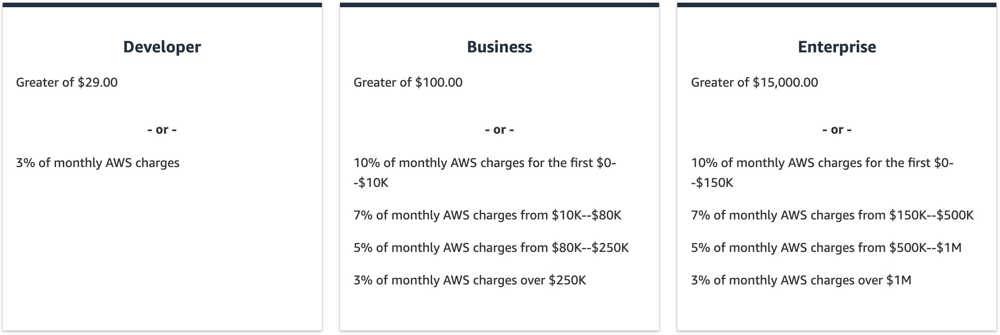 Developer
Greater of $29.00
- or -
3% of monthly AWS charges
Business
Greater of $100.00
- or -
10% of monthly AWS charges for the first $0-
-$10K
7% of monthly AWS charges from $10K--$80K
5% of monthly AWS charges from $80K--$250K
3% of monthly AWS charges over $250K
Enterprise
Greater of $15,000.00
- or -
10% of monthly AWS charges for the first $0-
-$150K
7% of monthly AWS charges from $150K--$500K
5% of monthly AWS charges from $500K--$1M
3% of monthly AWS charges over $1M